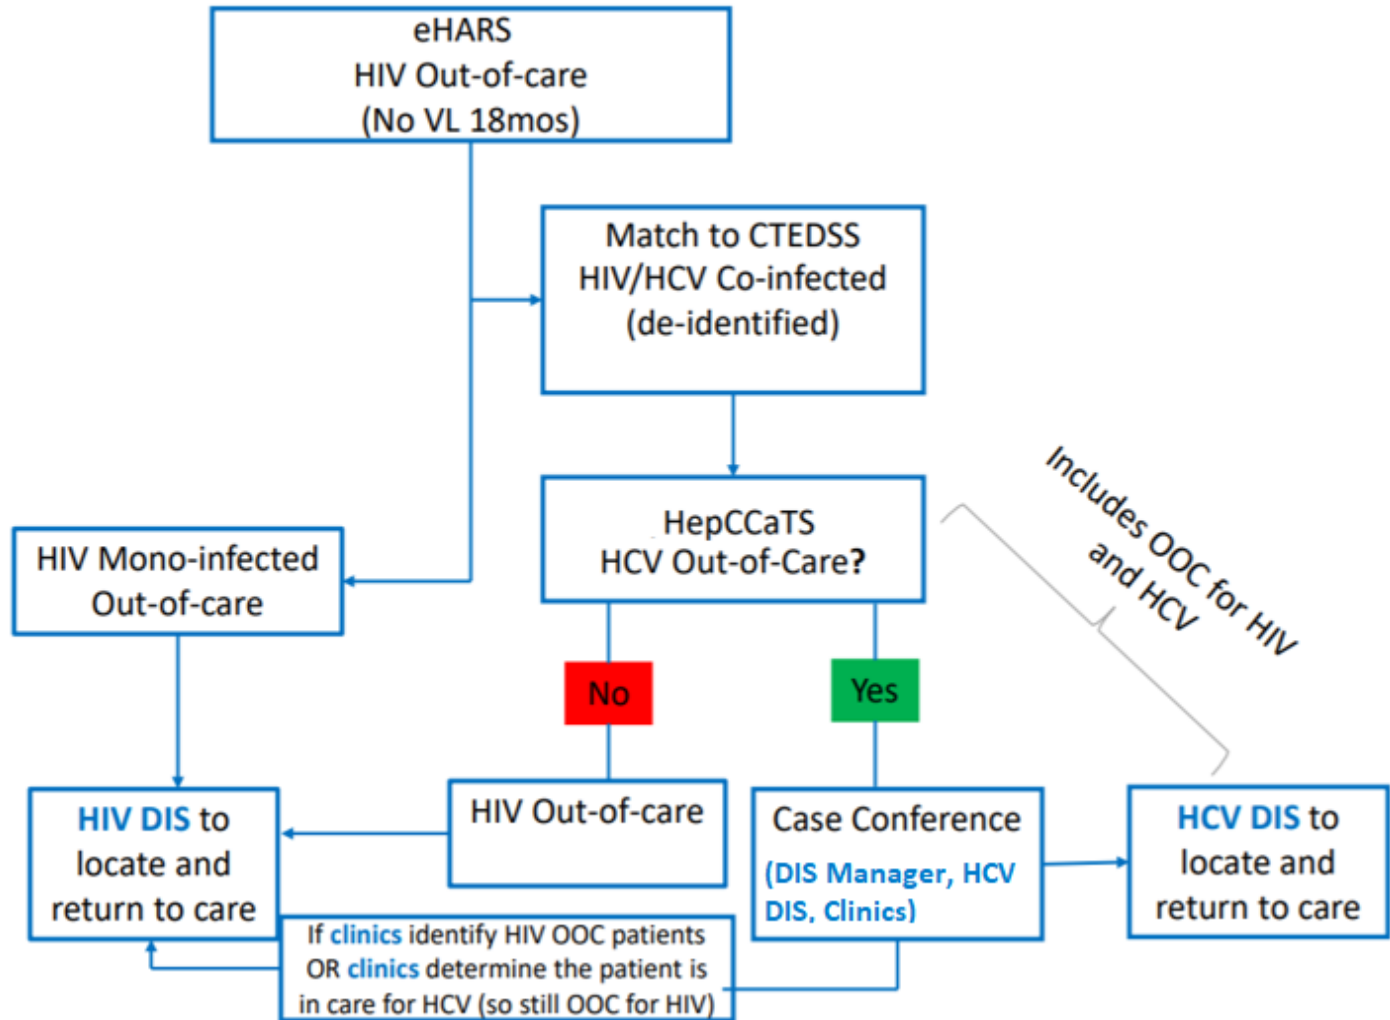 eHARS
HIV Out-of-care
(No VL 18mos)
Match to CTEDSS
HIV/HCV Co-infected
(de-identified)
HepCCaTS
HCV Out-of-Care?
Includes OOC for HIV
and HCV
HIV Mono-infected
Out-of-care
No
Yes
HIV DIS to
locate and
return to care
HIV Out-of-care
Case Conference
(DIS Manager, HCV
DIS, Clinics)
HCV DIS to
locate and
return to care
If clinics identify HIV OOC patients
OR clinics determine the patient is
in care for HCV (so still OOC for HIV)